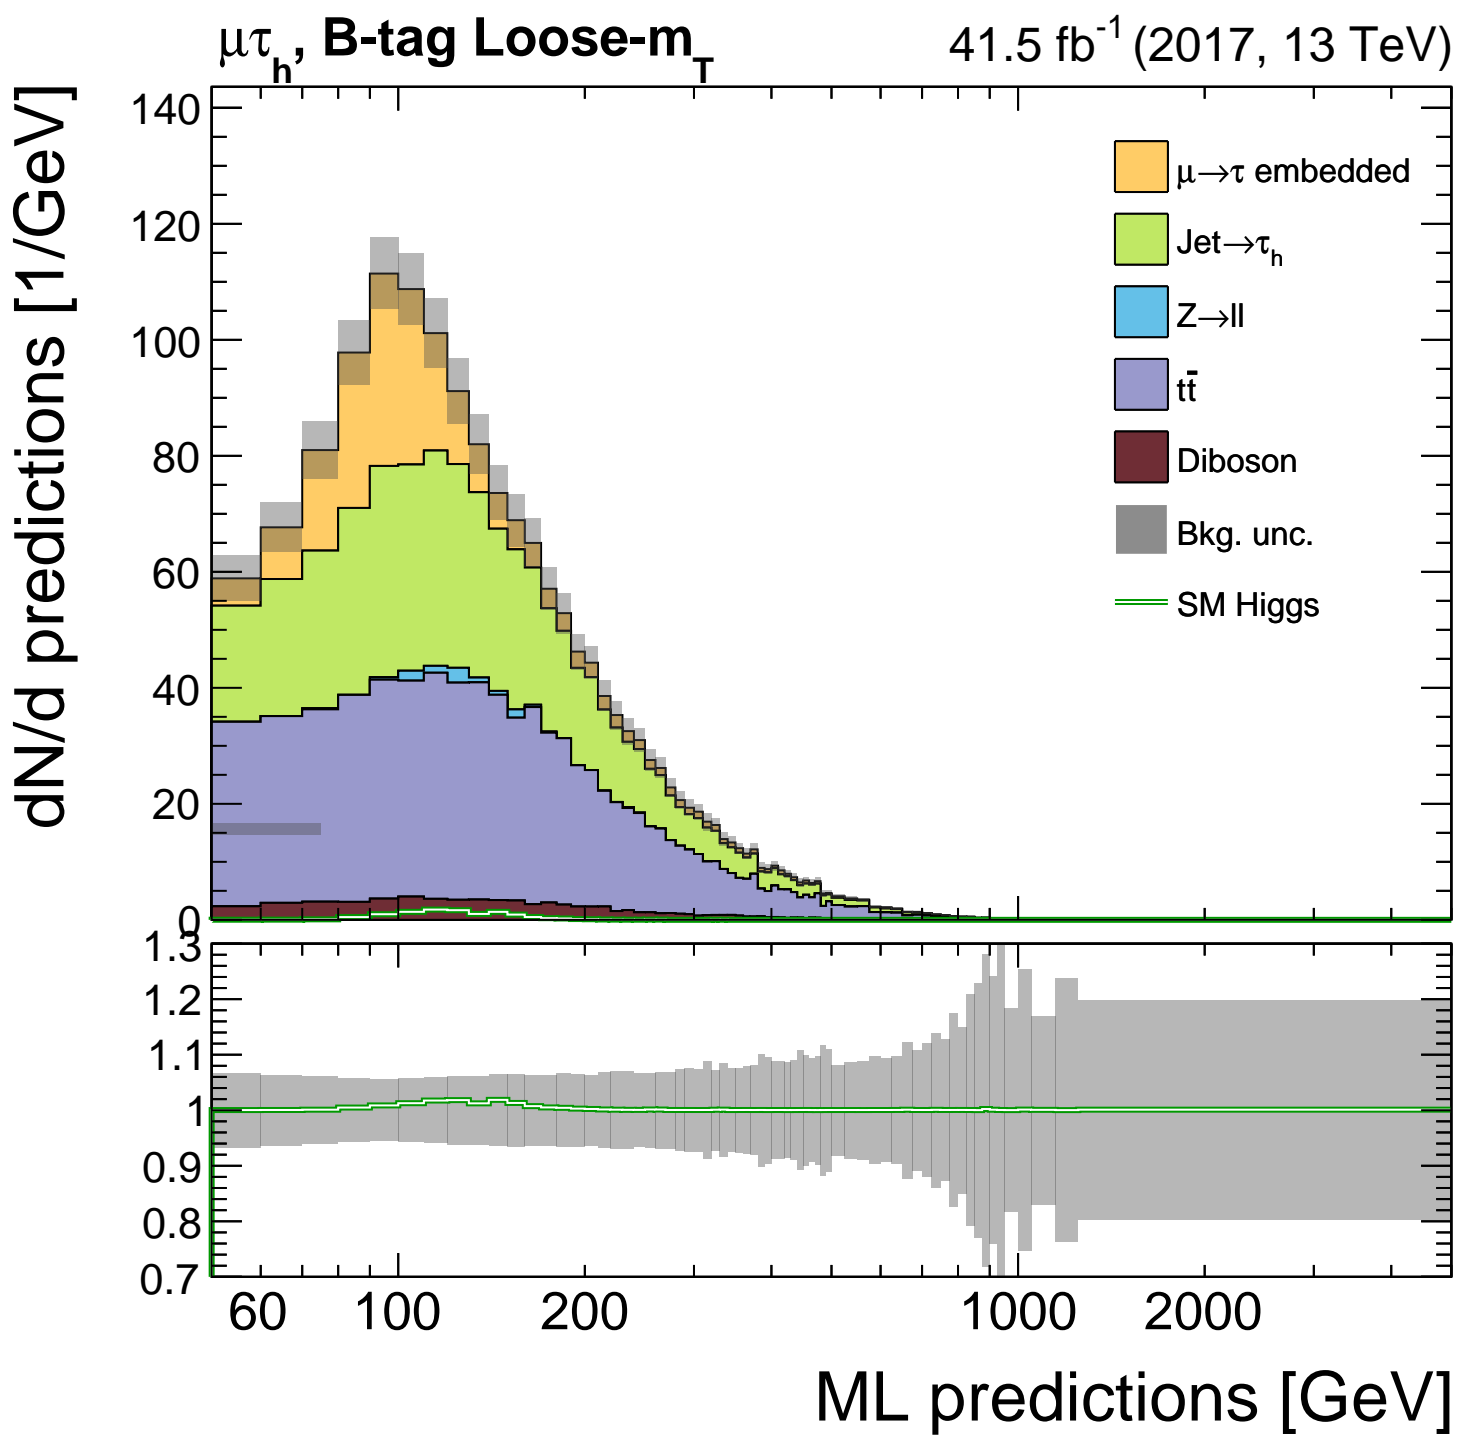 μτh, B-tag Loose-mT
41.5 fb-1 (2017, 13 TeV)
dN/d predictions [1/GeV]
140
120
100
80
60
40
20
0
μ→τ embedded
Jet→τh
Z→ll
tt̄
Diboson
Bkg. unc.
SM Higgs
1.3
1.2
1.1
1
0.9
0.8
0.7
60 100 200 1000 2000
ML predictions [GeV]